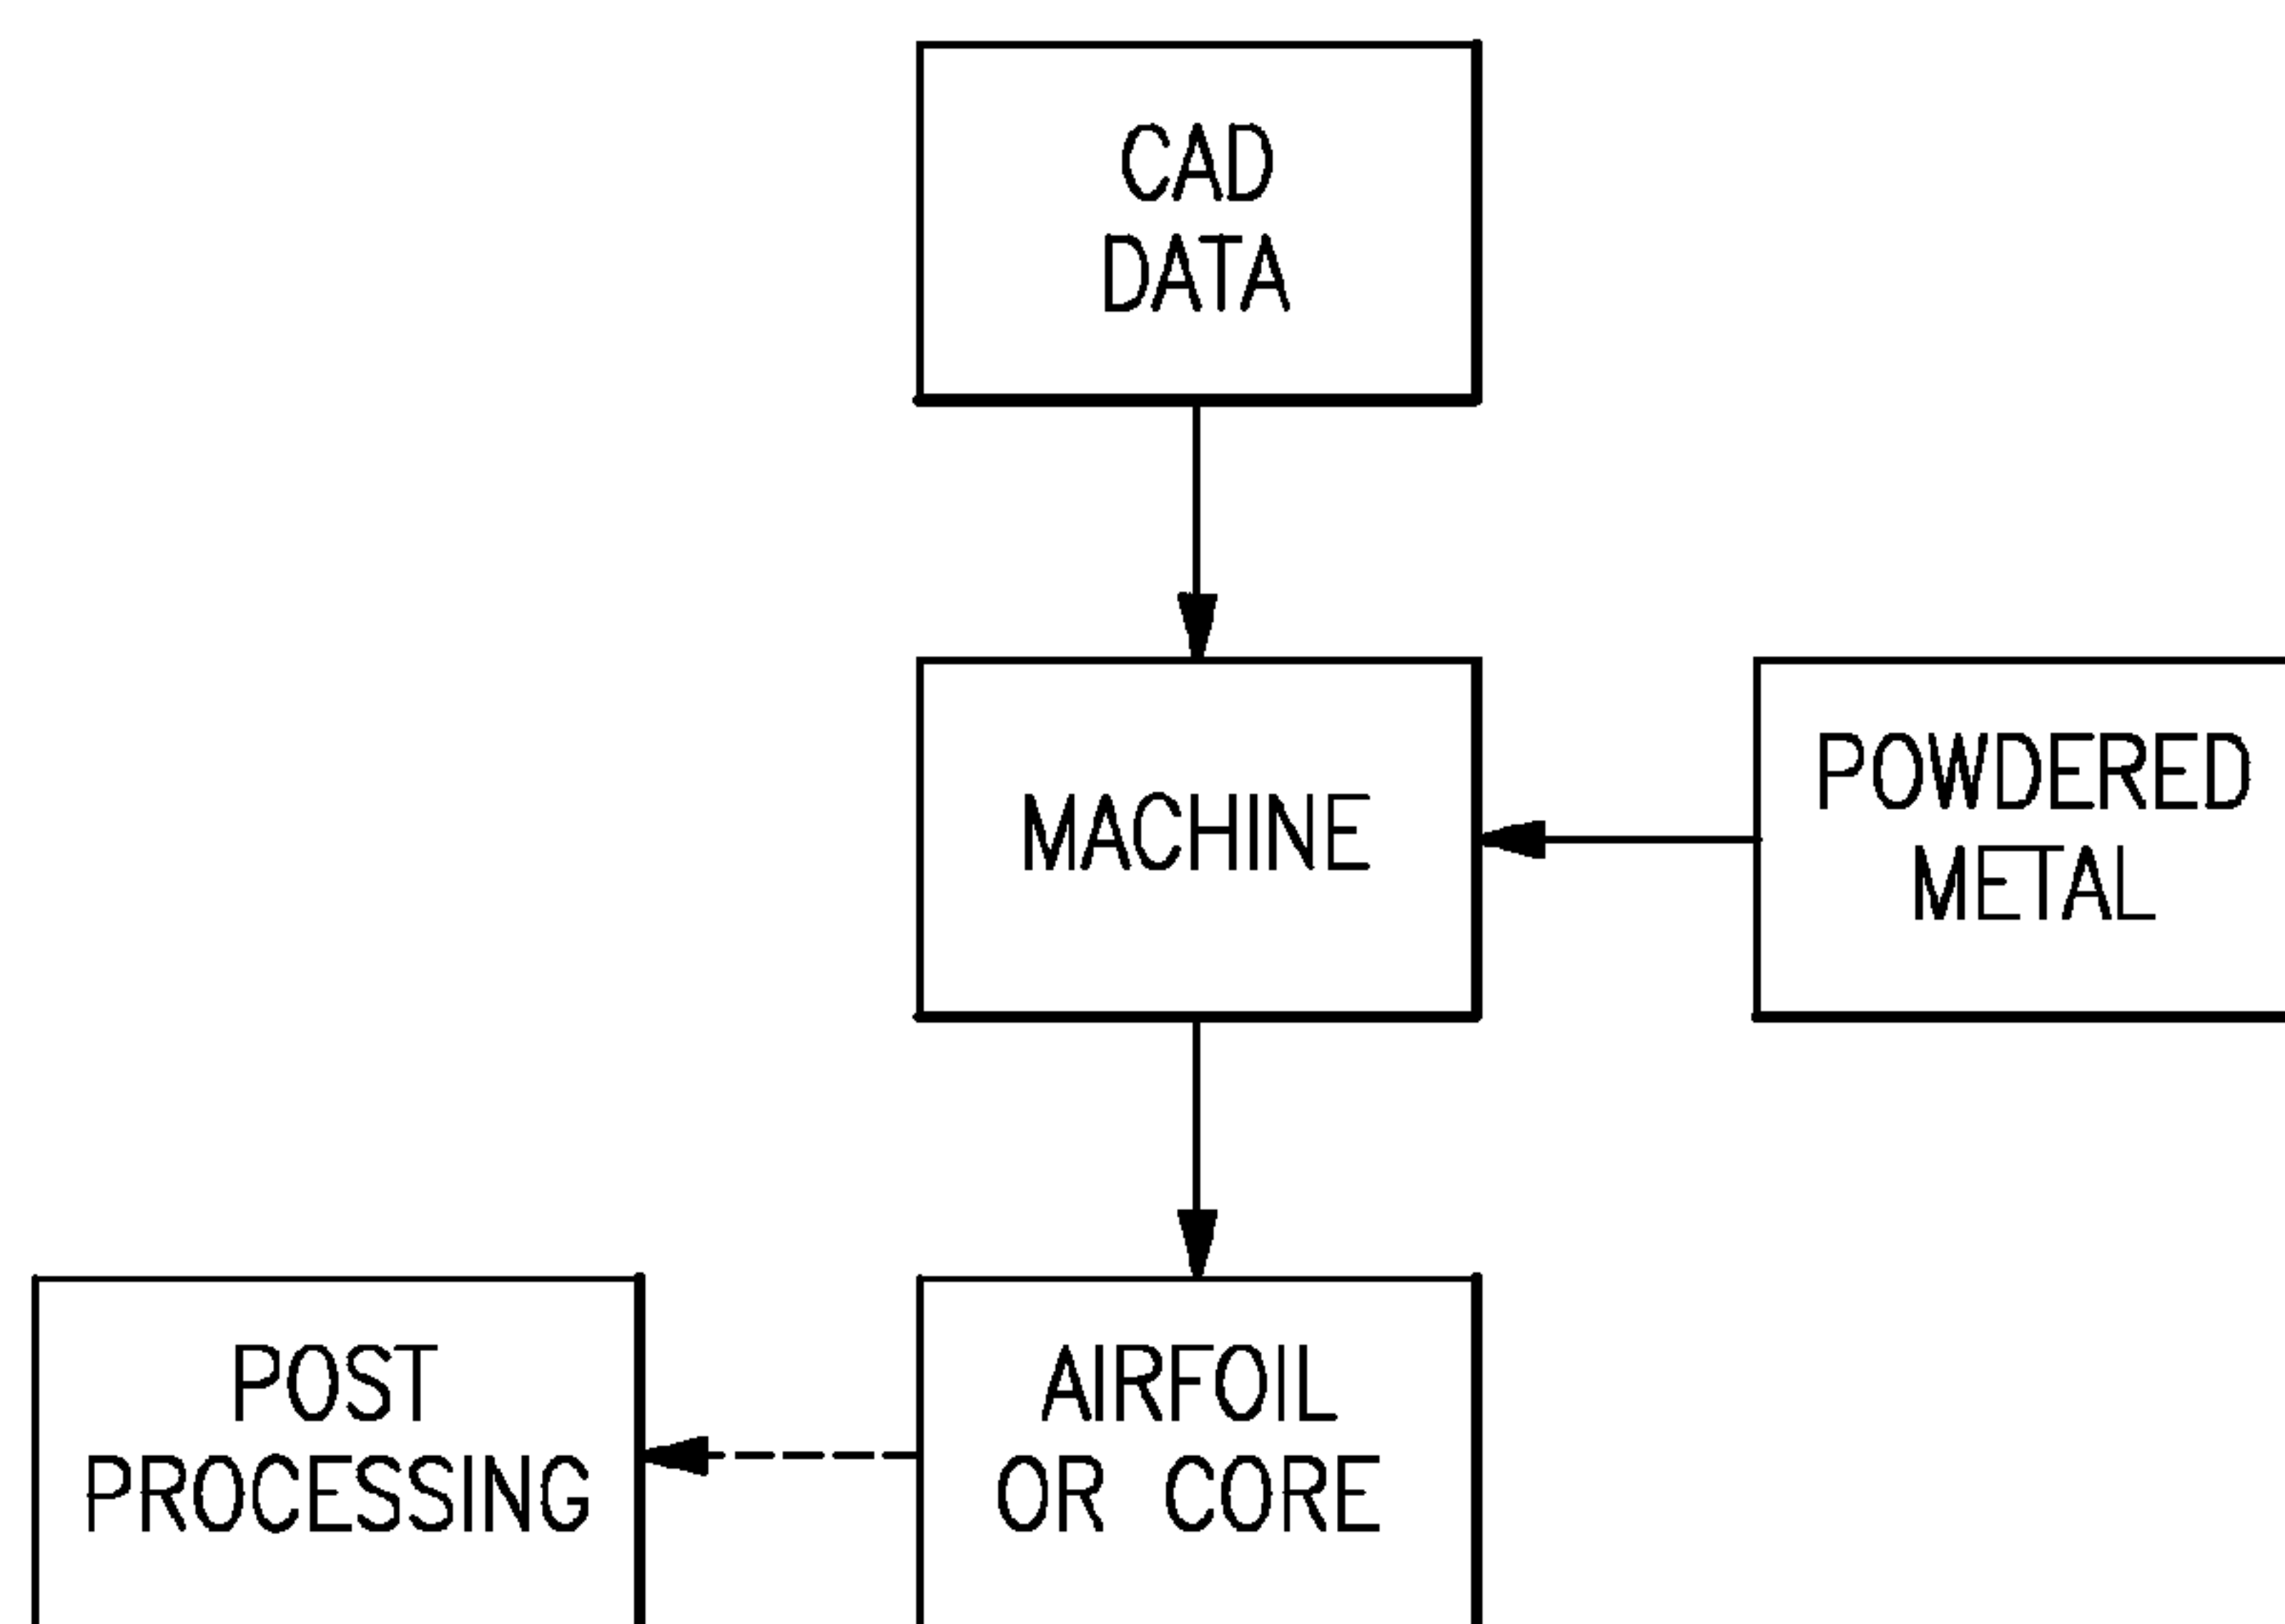 CAD
DATA
MACHINE
POWDERED
METAL
POST
PROCESSING
AIRFOIL
OR CORE